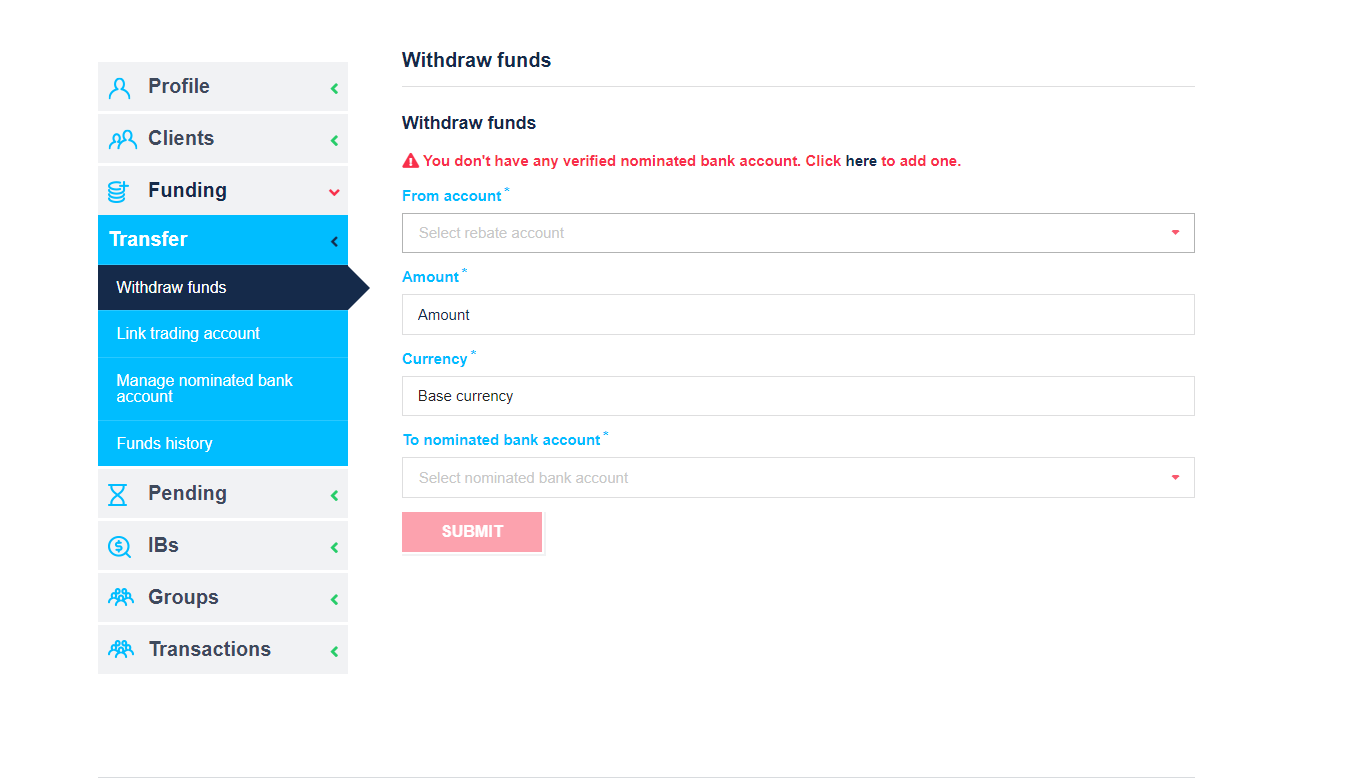 Profile
Clients
Funding
Transfer
Withdraw funds
Link trading account
Manage nominated bank
account
Funds history
Pending
IBs
Groups
Transactions
Withdraw funds
Withdraw funds
You don't have any verified nominated bank account. Click here to add one.
From account*
Select rebate account
Amount*
Amount
Currency*
Base currency
To nominated bank account*
Select nominated bank account
SUBMIT